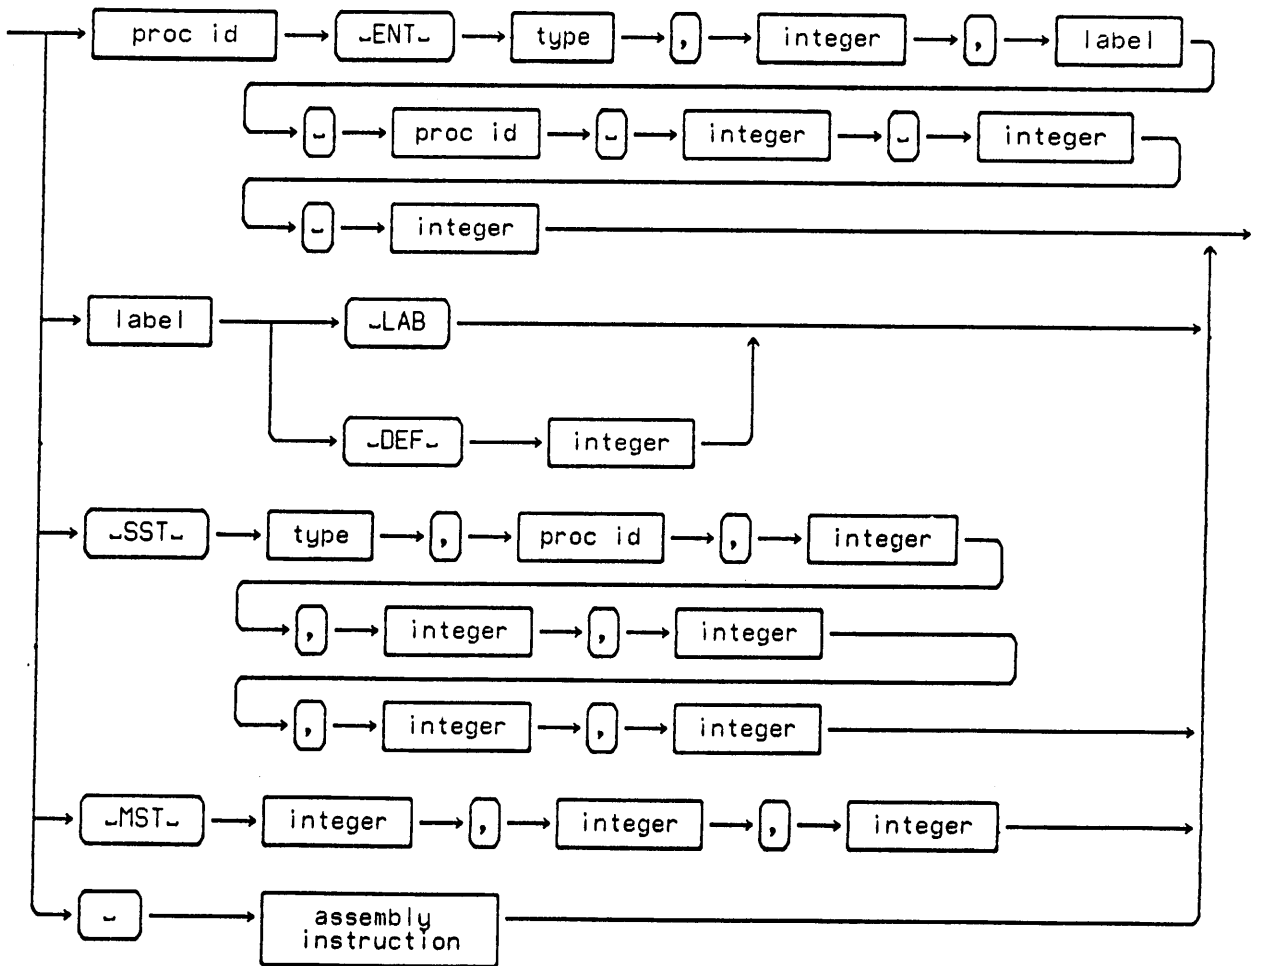 proc id ˽ENT˽ type , integer , label
˽ proc id ˽ integer ˽ integer
˽ integer
label ˽LAB
˽DEF˽ integer
˽SST˽ type , proc id , integer
, integer , integer
, integer , integer
˽MST˽ integer , integer , integer
˽ assembly
instruction